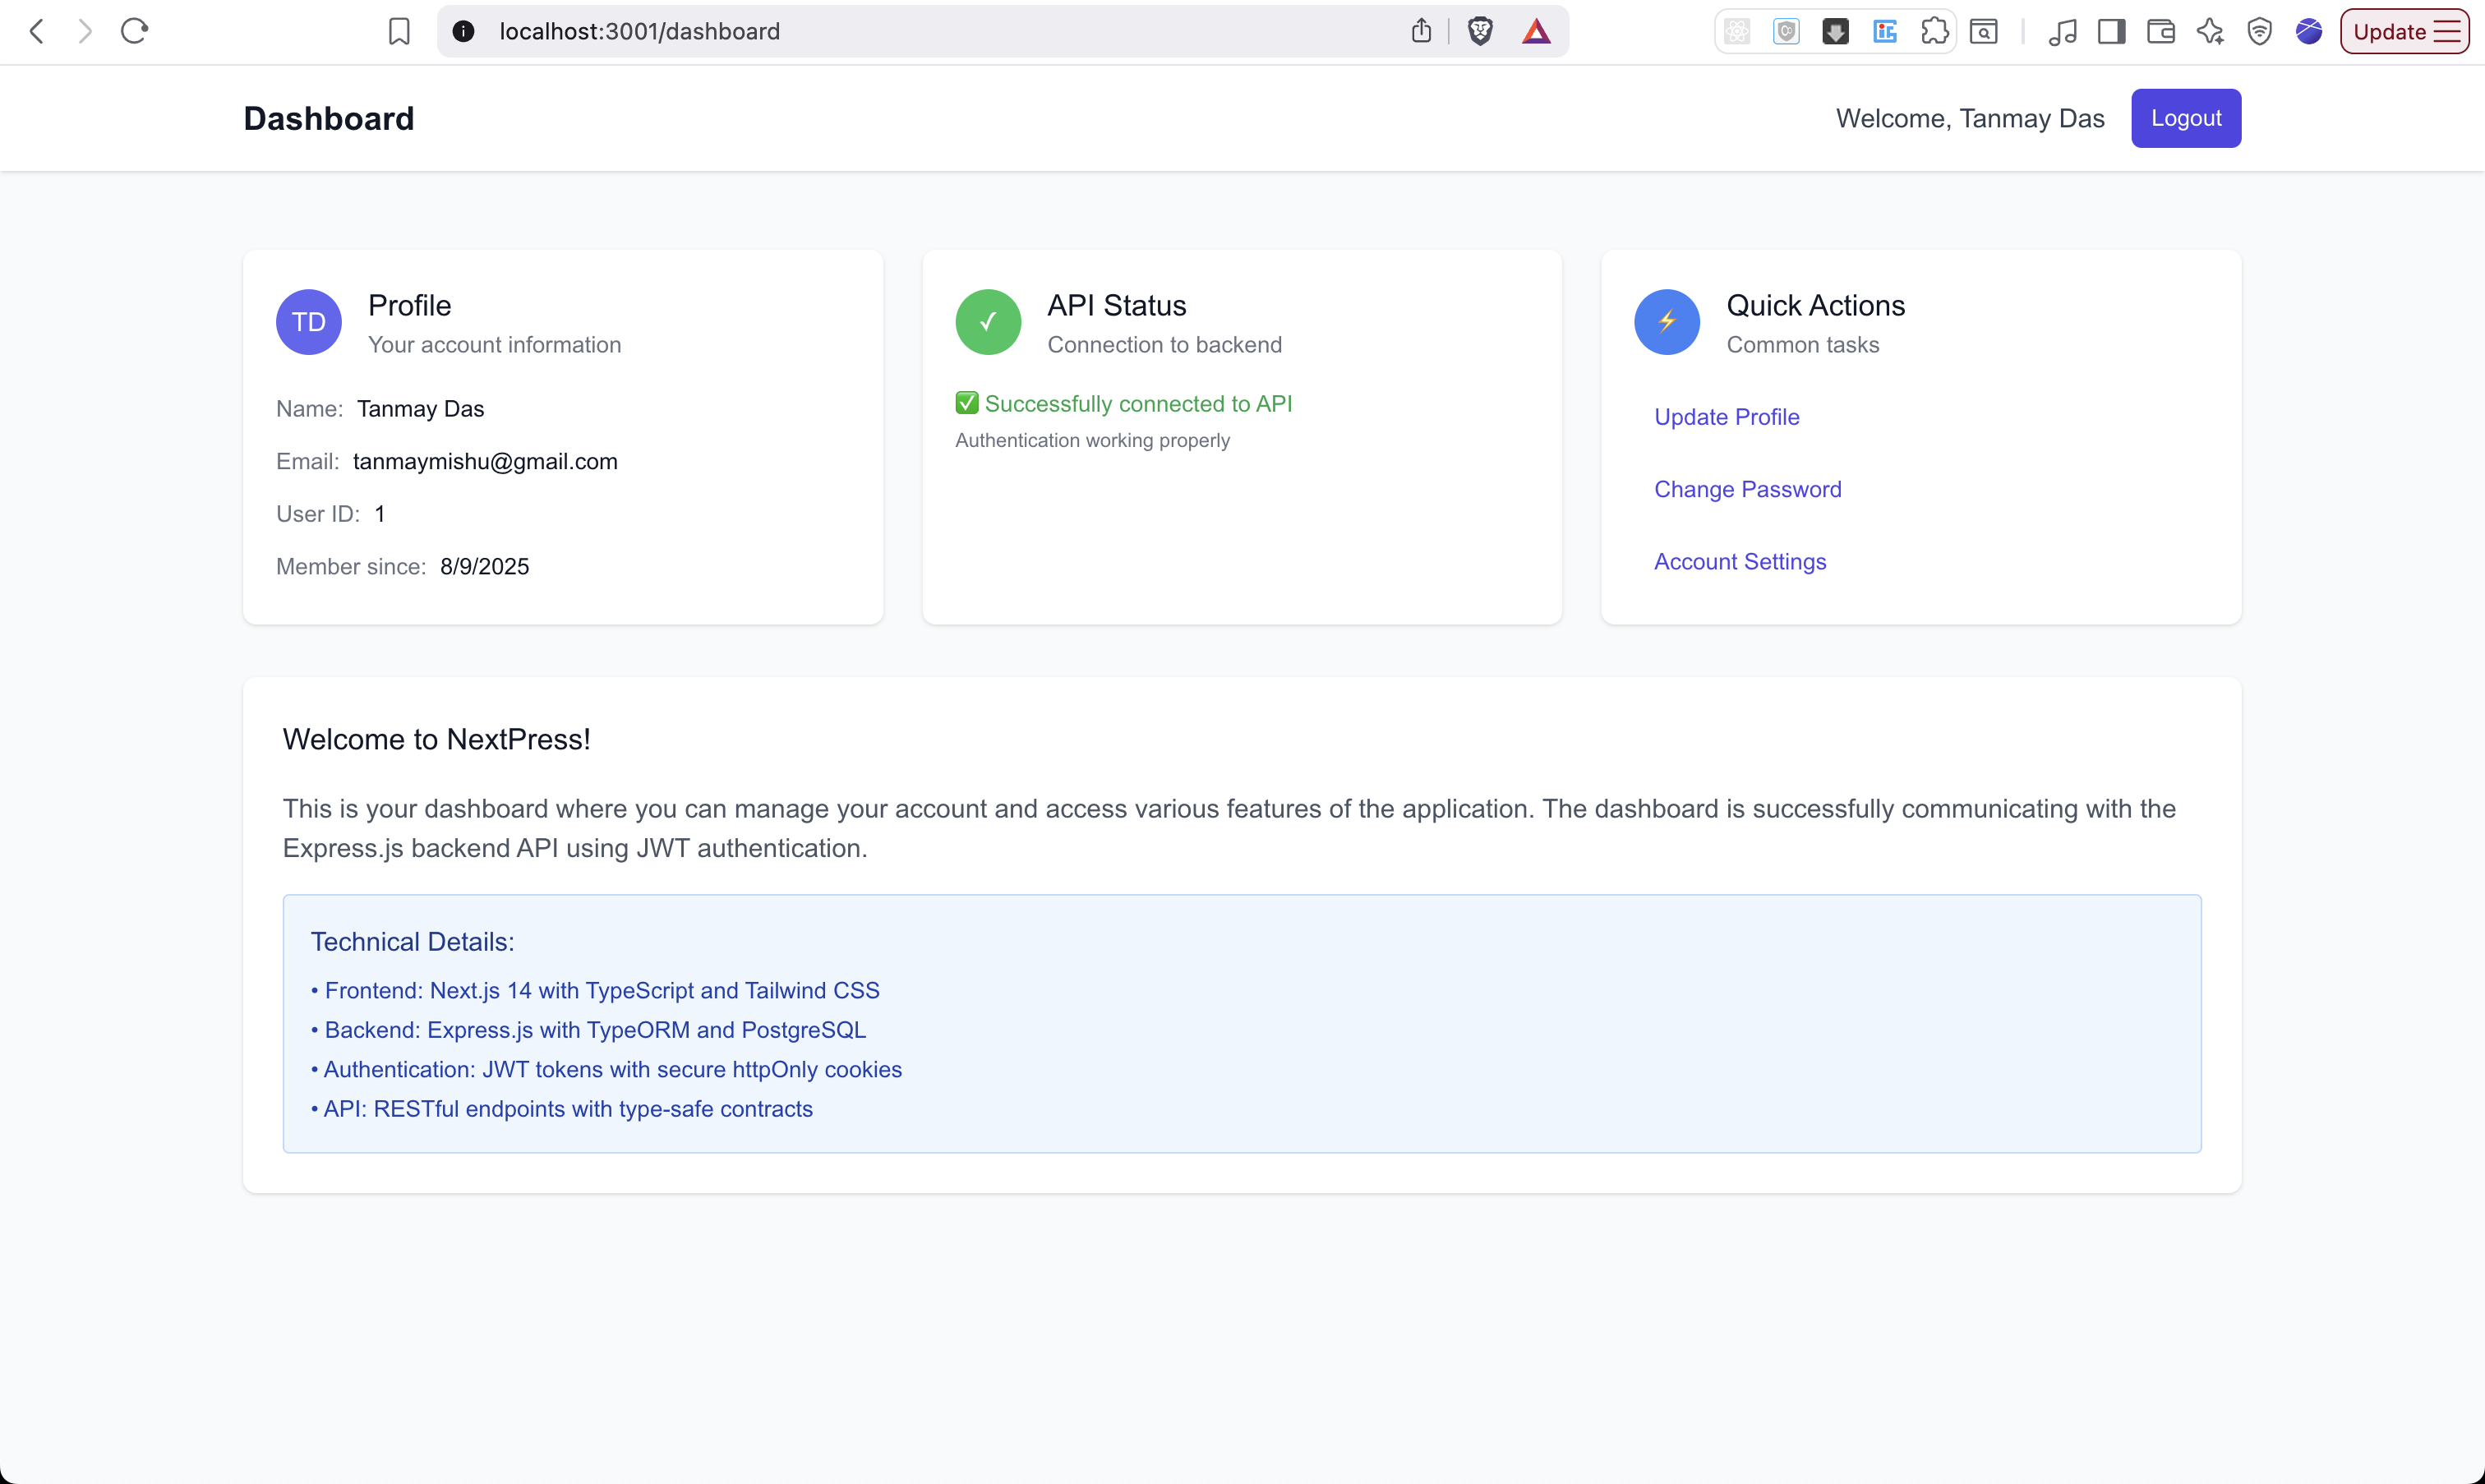 localhost:3001/dashboard
Update
Dashboard
Welcome, Tanmay Das
Logout
TD
Profile
Your account information
Name: Tanmay Das
Email: tanmaymishu@gmail.com
User ID: 1
Member since: 8/9/2025
✓
API Status
Connection to backend
✅ Successfully connected to API
Authentication working properly
⚡
Quick Actions
Common tasks
Update Profile
Change Password
Account Settings
Welcome to NextPress!
This is your dashboard where you can manage your account and access various features of the application. The dashboard is successfully communicating with the
Express.js backend API using JWT authentication.
Technical Details:
• Frontend: Next.js 14 with TypeScript and Tailwind CSS
• Backend: Express.js with TypeORM and PostgreSQL
• Authentication: JWT tokens with secure httpOnly cookies
• API: RESTful endpoints with type-safe contracts